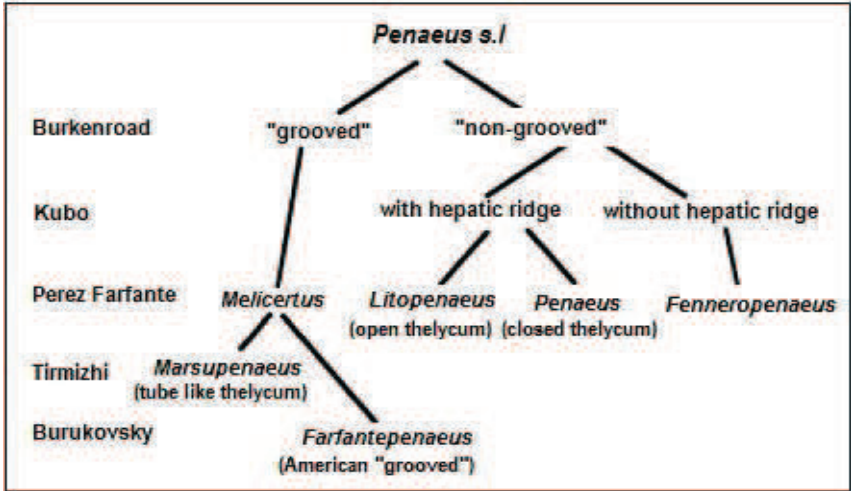 Penaeus s.l
Burkenroad "grooved" "non-grooved"
Kubo with hepatic ridge without hepatic ridge
Perez Farfante Melicertus Litopenaeus Penaeus Fenneropenaeus
(open thelycum) (closed thelycum)
Tirmizhi Marsupenaeus
(tube like thelycum)
Burukovsky Farfantepenaeus
(American "grooved")